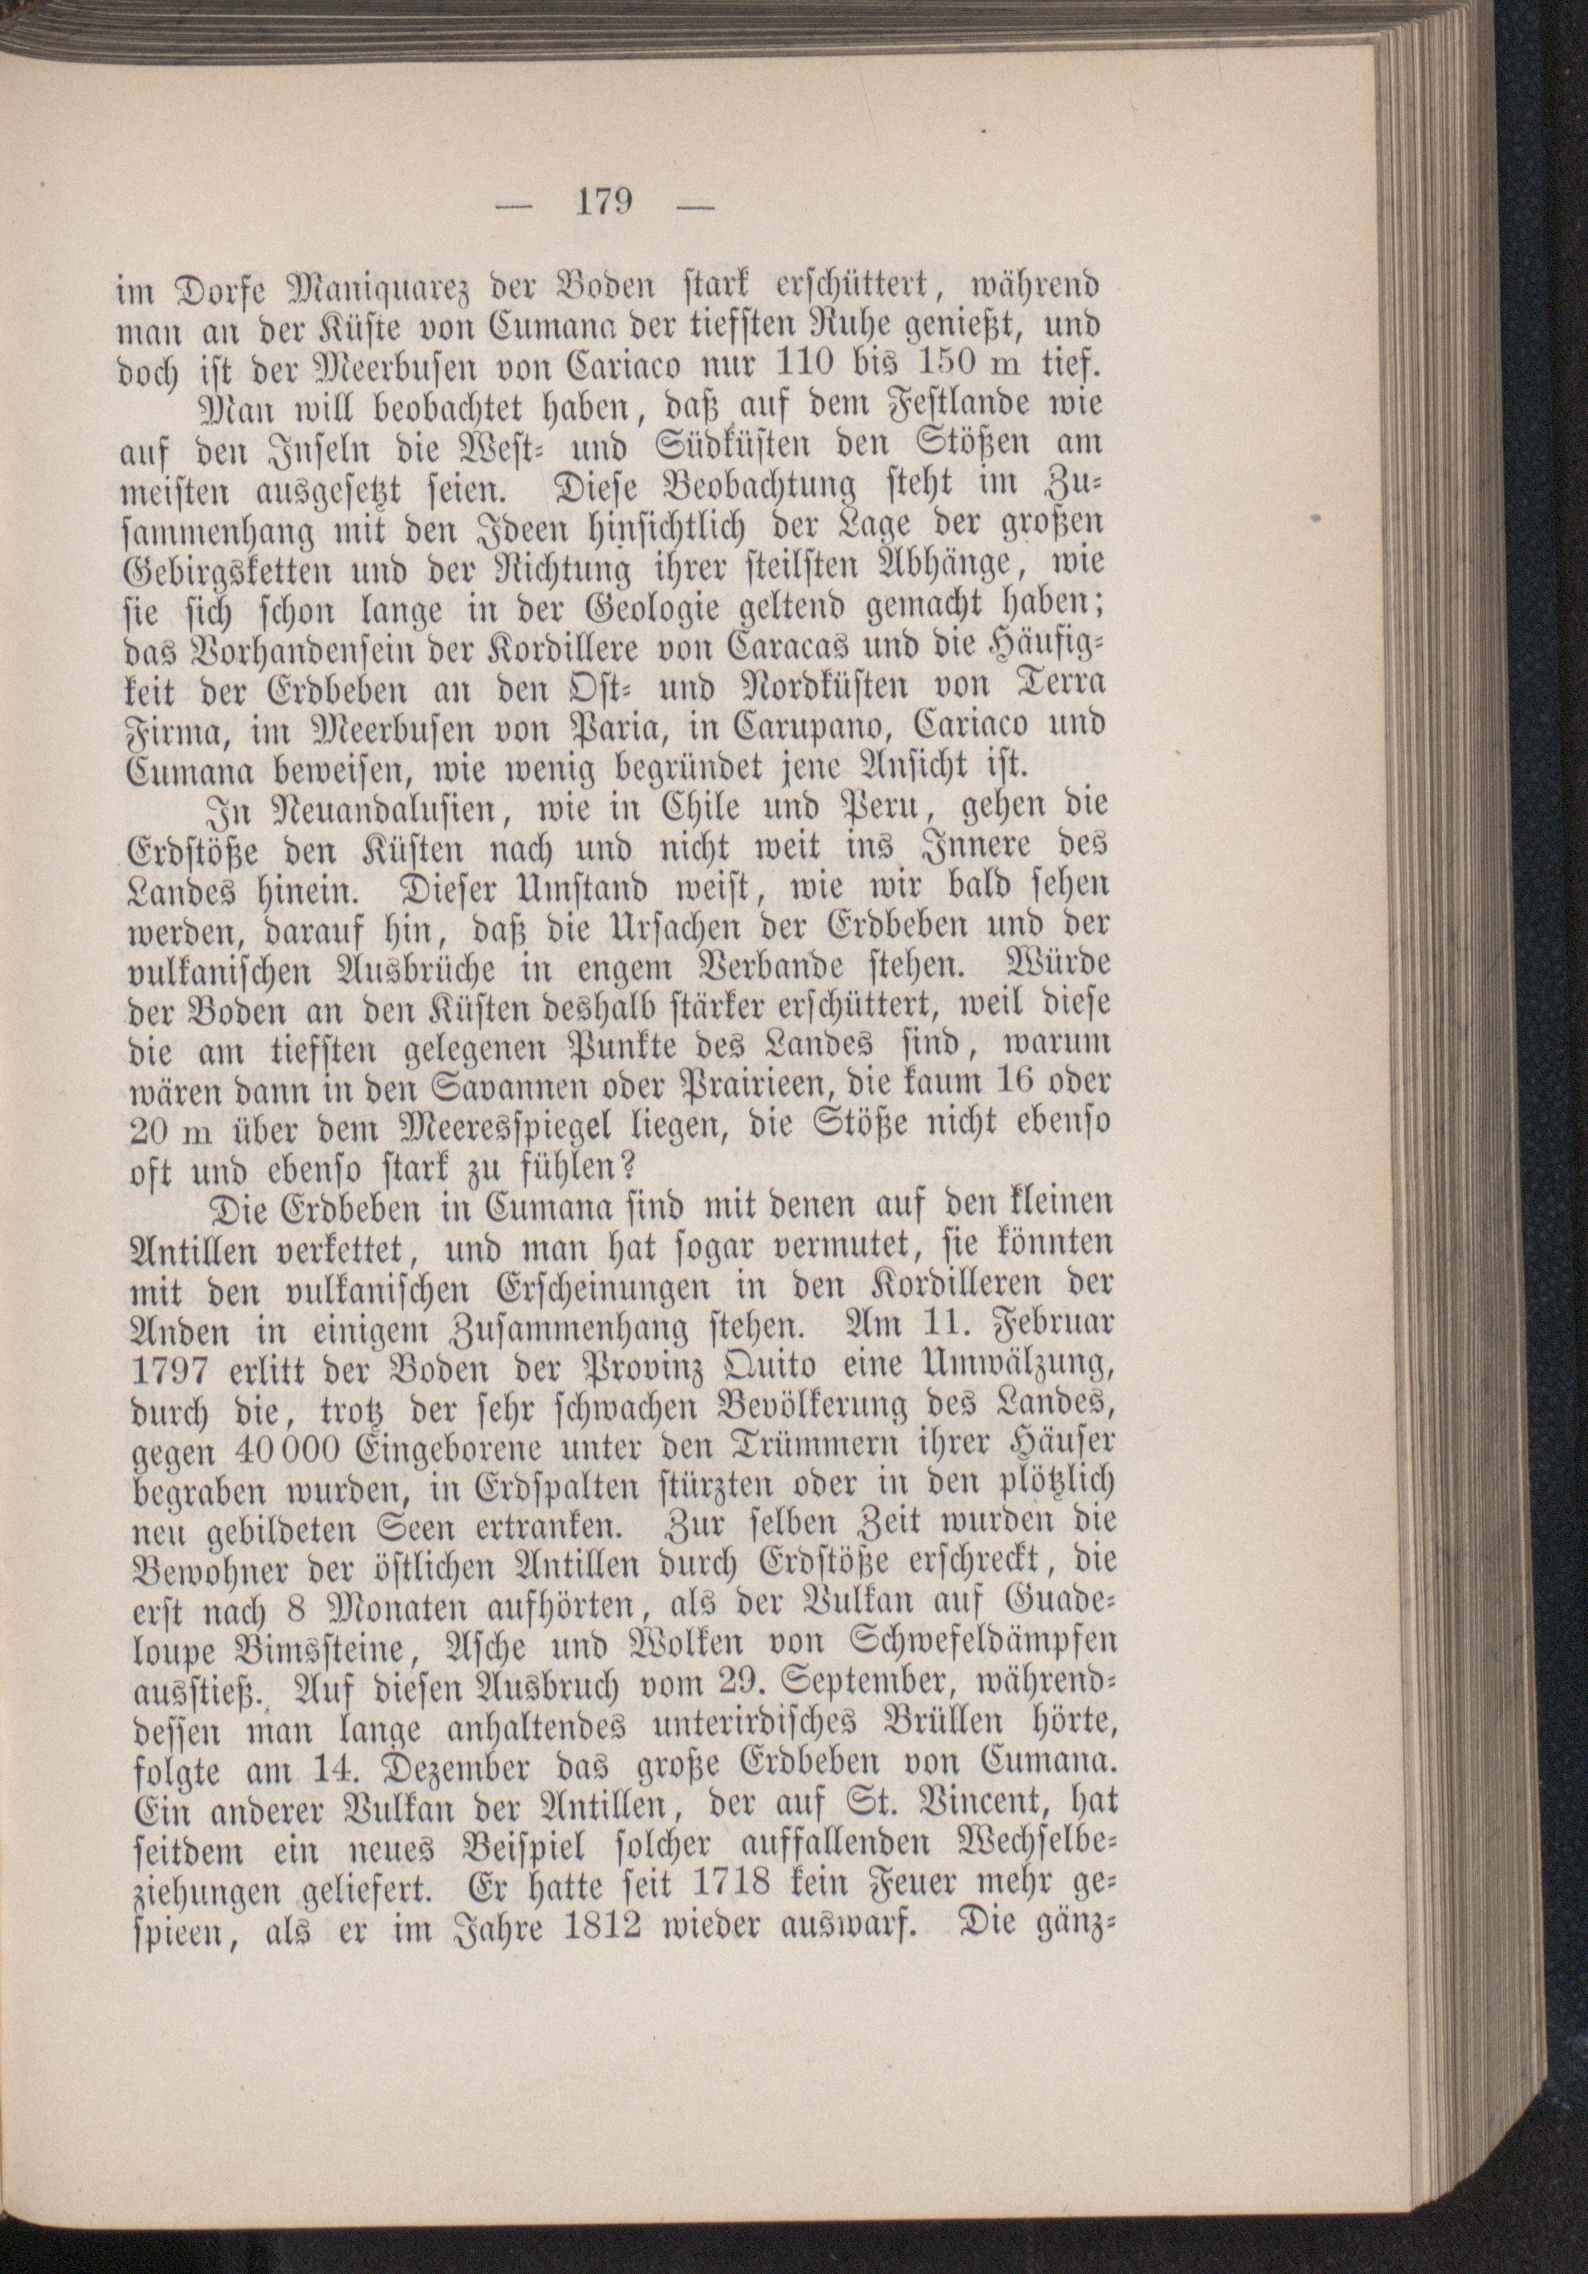 — 179 —
im Dorfe Maniquarez der Boden stark erschüttert, während
man an der Küste von Cumana der tiefsten Ruhe genießt, und
doch ist der Meerbusen von Cariaco nur 110 bis 150 m tief.
Man will beobachtet haben, daß auf dem Festlande wie
auf den Inseln die West- und Südküsten den Stößen am
meisten ausgesetzt seien. Diese Beobachtung steht im Zu-
sammenhang mit den Ideen hinsichtlich der Lage der großen
Gebirgsketten und der Richtung ihrer steilsten Abhänge, wie
sie sich schon lange in der Geologie geltend gemacht haben;
das Vorhandensein der Kordillere von Caracas und die Häufig-
keit der Erdbeben an den Ost- und Nordküsten von Terra
Firma, im Meerbusen von Paria, in Carupano, Cariaco und
Cumana beweisen, wie wenig begründet jene Ansicht ist.
In Neuandalusien, wie in Chile und Peru, gehen die
Erdstöße den Küsten nach und nicht weit ins Innere des
Landes hinein. Dieser Umstand weist, wie wir bald sehen
werden, darauf hin, daß die Ursachen der Erdbeben und der
vulkanischen Ausbrüche in engem Verbande stehen. Würde
der Boden an den Küsten deshalb stärker erschüttert, weil diese
die am tiefsten gelegenen Punkte des Landes sind, warum
wären dann in den Savannen oder Prairieen, die kaum 16 oder
20 m über dem Meeresspiegel liegen, die Stöße nicht ebenso
oft und ebenso stark zu fühlen?
Die Erdbeben in Cumana sind mit denen auf den kleinen
Antillen verkettet, und man hat sogar vermutet, sie könnten
mit den vulkanischen Erscheinungen in den Kordilleren der
Anden in einigem Zusammenhang stehen. Am 11. Februar
1797 erlitt der Boden der Provinz Quito eine Umwälzung,
durch die, trotz der sehr schwachen Bevölkerung des Landes,
gegen 40 000 Eingeborene unter den Trümmern ihrer Häuser
begraben wurden, in Erdspalten stürzten oder in den plötzlich
neu gebildeten Seen ertranken. Zur selben Zeit wurden die
Bewohner der östlichen Antillen durch Erdstöße erschreckt, die
erst nach 8 Monaten aufhörten, als der Vulkan auf Guade-
loupe Bimssteine, Asche und Wolken von Schwefeldämpfen
ausstieß. Auf diesen Ausbruch vom 29. September, während-
dessen man lange anhaltendes unterirdisches Brüllen hörte,
folgte am 14. Dezember das große Erdbeben von Cumana.
Ein anderer Vulkan der Antillen, der auf St. Vincent, hat
seitdem ein neues Beispiel solcher auffallenden Wechselbe-
ziehungen geliefert. Er hatte seit 1718 kein Feuer mehr ge-
spieen, als er im Jahre 1812 wieder auswarf. Die gänz-